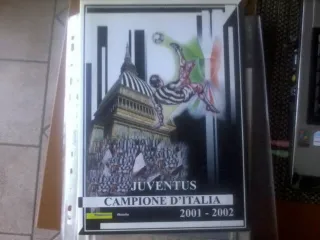 JUVENTUS
CAMPIONE D'ITALIA
2001 - 2002